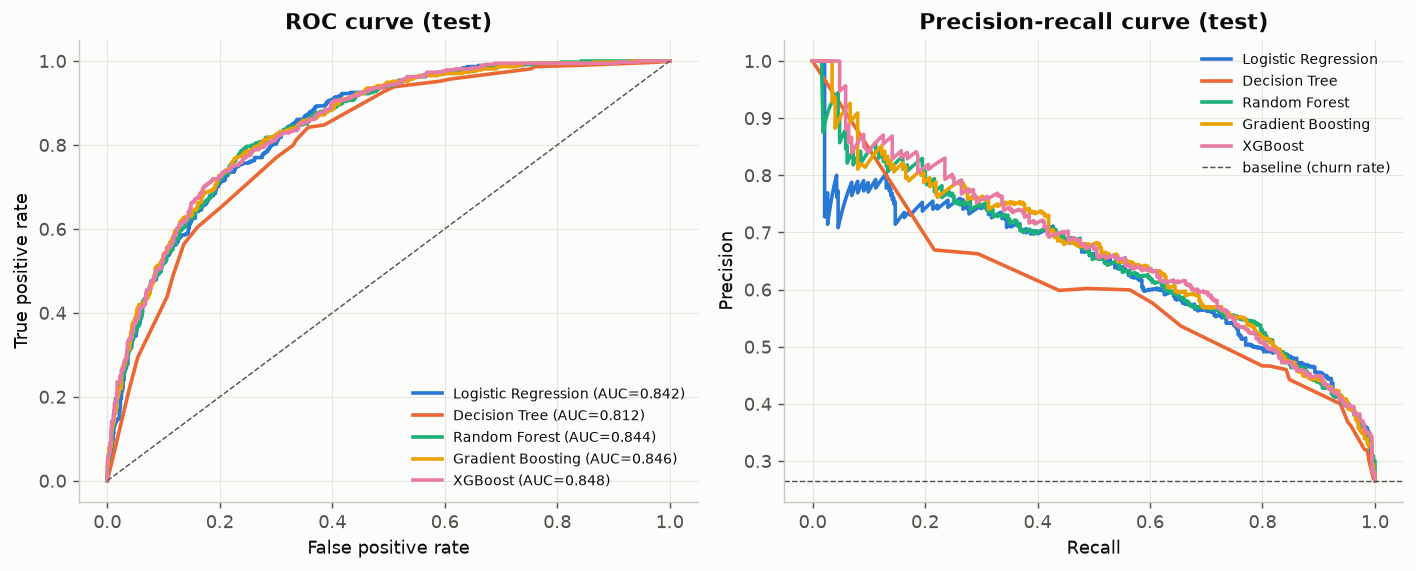 ROC curve (test)
True positive rate
1.0
0.8
0.6
0.4
0.2
0.0
Logistic Regression (AUC=0.842)
Decision Tree (AUC=0.812)
Random Forest (AUC=0.844)
Gradient Boosting (AUC=0.846)
XGBoost (AUC=0.848)
0.0 0.2 0.4 0.6 0.8 1.0
False positive rate
Precision-recall curve (test)
Precision
1.0
0.9
0.8
0.7
0.6
0.5
0.4
0.3
Logistic Regression
Decision Tree
Random Forest
Gradient Boosting
XGBoost
baseline (churn rate)
0.0 0.2 0.4 0.6 0.8 1.0
Recall